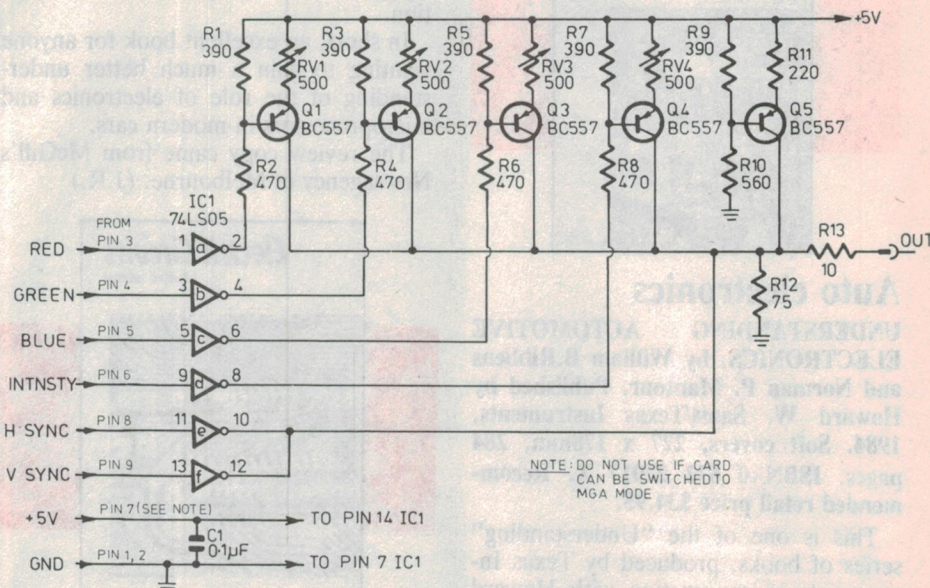 +5V
R1 390
R3 390
R5 390
R7 390
R9 390
R11 220
RV1 500
RV2 500
RV3 500
RV4 500
Q1 BC557
Q2 BC557
Q3 BC557
Q4 BC557
Q5 BC557
R2 470
R4 470
R6 470
R8 470
R10 560
IC1
74LS05
FROM
RED PIN 3 1 a 2
R13
10
OUT
GREEN PIN 4 3 b 4
R12
75
BLUE PIN 5 5 c 6
INTNSTY PIN 6 9 d 8
H SYNC PIN 8 11 e 10
V SYNC PIN 9 13 f 12
NOTE: DO NOT USE IF CARD
CAN BE SWITCHED TO
MGA MODE
+5V PIN 7 (SEE NOTE) TO PIN 14 IC1
C1
0·1µF
GND PIN 1, 2 TO PIN 7 IC1
Auto electronics
UNDERSTANDING AUTOMOTIVE
ELECTRONICS, by William B. Ribbens
and Norman P. Mansour. Published by
Howard W. Sams/Texas Instruments,
1984. Soft covers,
pages. ISBN
mended retail price
This is one of the "Understanding"
series of books, produced by Texas In-